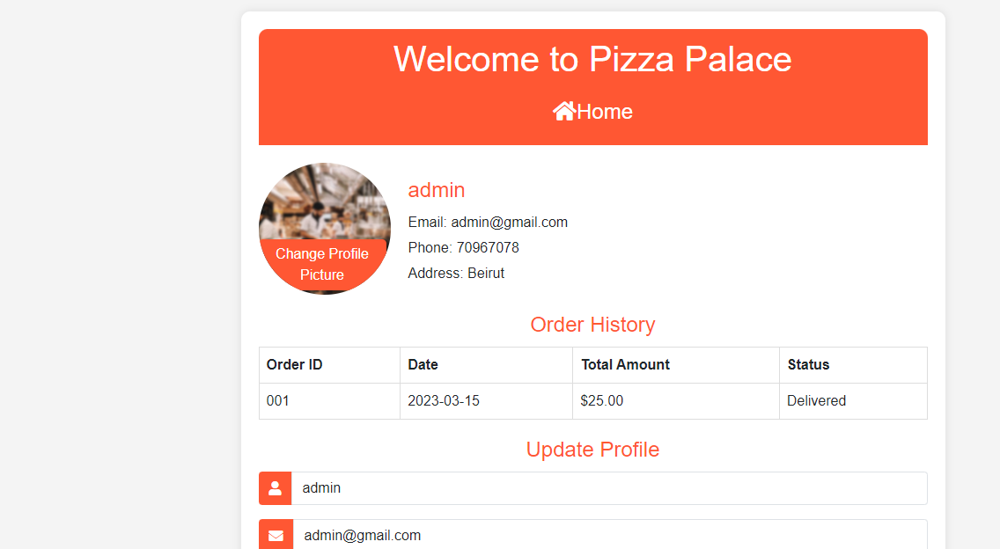 Welcome to Pizza Palace
Home
Change Profile
Picture
admin
Email: admin@gmail.com
Phone: 70967078
Address: Beirut
Order History
Order ID Date Total Amount Status
001 2023-03-15 $25.00 Delivered
Update Profile
admin
admin@gmail.com